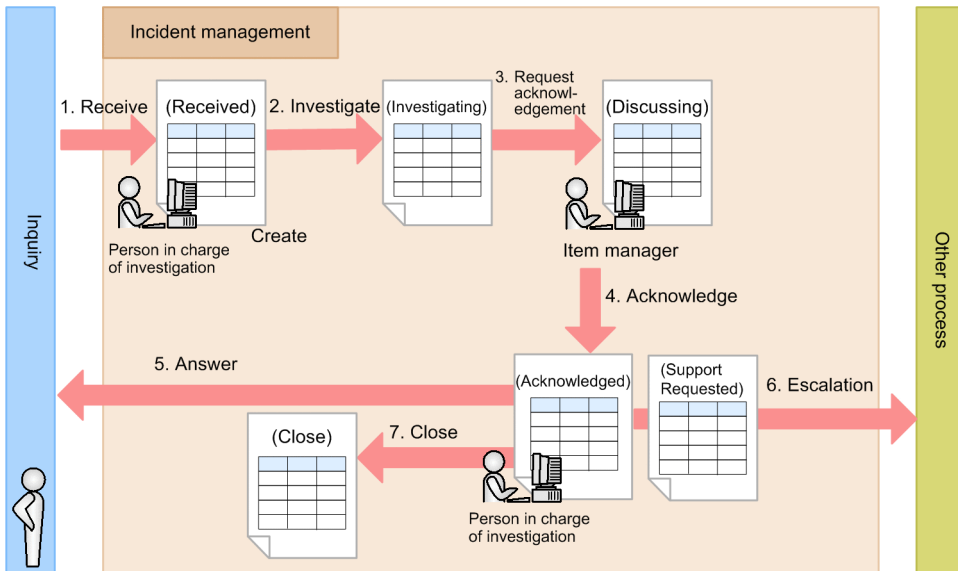 Incident management
1. Receive
(Received)
2. Investigate
(Investigating)
3. Request
acknowl-
edgement
(Discussing)
Person in charge
of investigation
Create
Item manager
Inquiry
Other process
4. Acknowledge
5. Answer
(Acknowledged)
(Support
Requested)
6. Escalation
(Close)
7. Close
Person in charge
of investigation